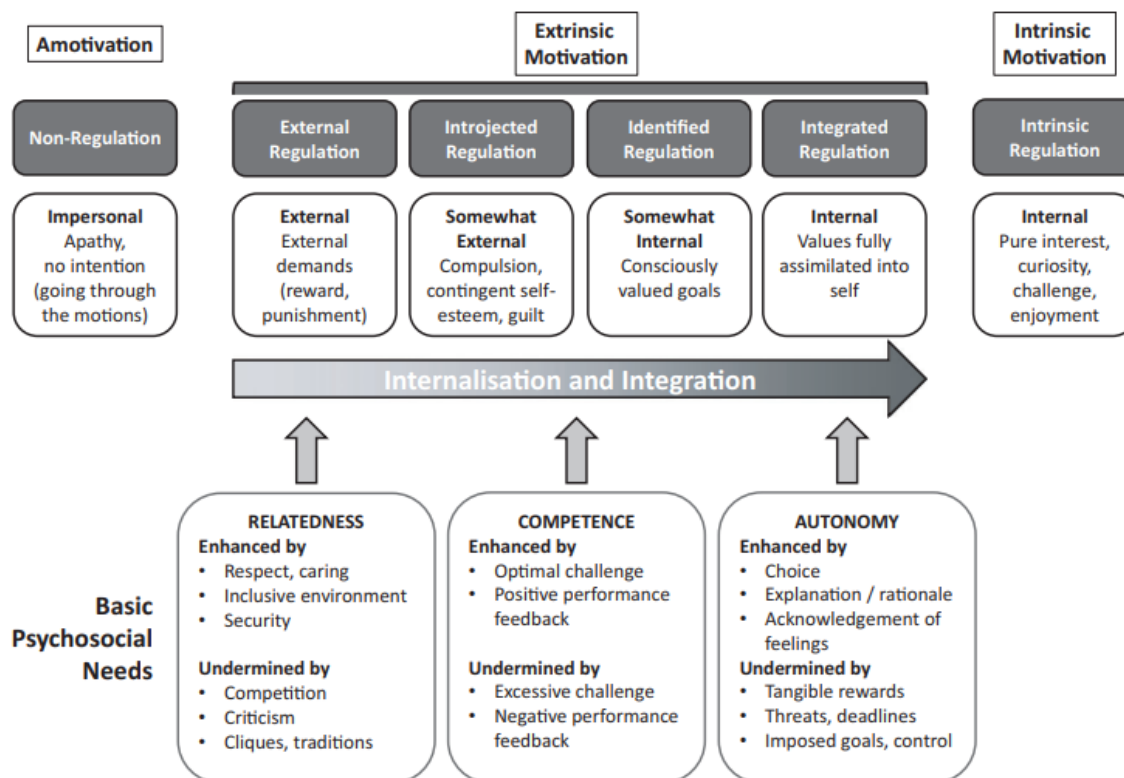 Amotivation
Extrinsic
Motivation
Intrinsic
Motivation
Non-Regulation
External
Regulation
Introjected
Regulation
Identified
Regulation
Integrated
Regulation
Intrinsic
Regulation
Impersonal
Apathy,
no intention
(going through
the motions)
External
External
demands
(reward,
punishment)
Somewhat
External
Compulsion,
contingent self-
esteem, guilt
Somewhat
Internal
Consciously
valued goals
Internal
Values fully
assimilated into
self
Internal
Pure interest,
curiosity,
challenge,
enjoyment
Internalisation and Integration
Basic
Psychosocial
Needs
RELATEDNESS
Enhanced by
• Respect, caring
• Inclusive environment
• Security
Undermined by
• Competition
• Criticism
• Cliques, traditions
COMPETENCE
Enhanced by
• Optimal challenge
• Positive performance
feedback
Undermined by
• Excessive challenge
• Negative performance
feedback
AUTONOMY
Enhanced by
• Choice
• Explanation / rationale
• Acknowledgement of
feelings
Undermined by
• Tangible rewards
• Threats, deadlines
• Imposed goals, control